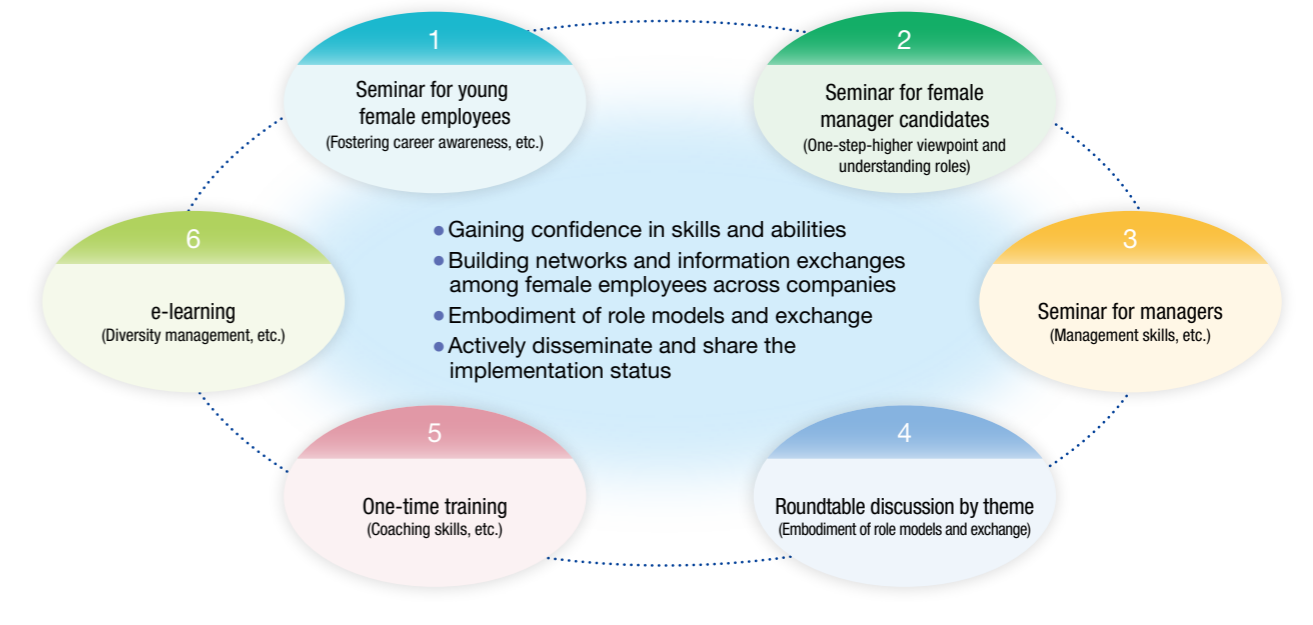 1
Seminar for young
female employees
(Fostering career awareness, etc.)
2
Seminar for female
manager candidates
(One-step-higher viewpoint and
understanding roles)
3
Seminar for managers
(Management skills, etc.)
4
Roundtable discussion by theme
(Embodiment of role models and exchange)
5
One-time training
(Coaching skills, etc.)
6
e-learning
(Diversity management, etc.)
● Gaining confidence in skills and abilities
● Building networks and information exchanges
among female employees across companies
● Embodiment of role models and exchange
● Actively disseminate and share the
implementation status